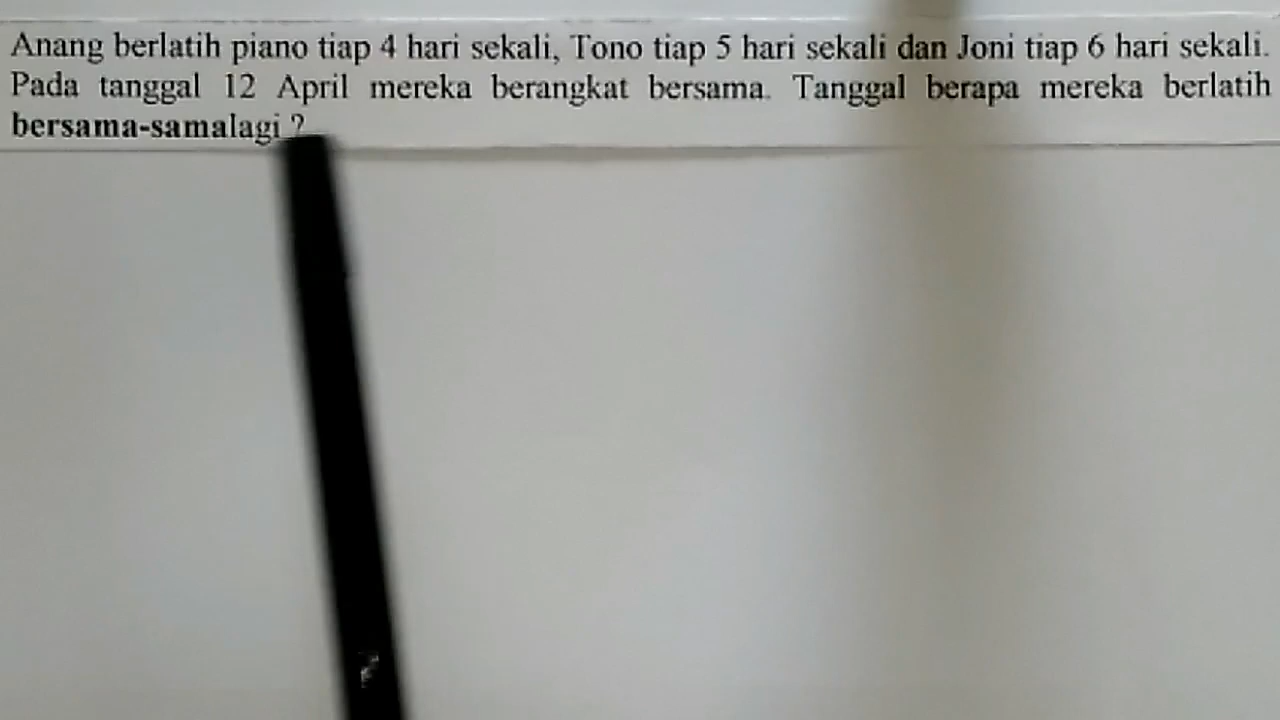 Anang berlatih piano tiap 4 hari sekali, Tono tiap 5 hari sekali dan Joni tiap 6 hari sekali.
Pada tanggal 12 April mereka berangkat bersama. Tanggal berapa mereka berlatih
bersama-samalagi ?